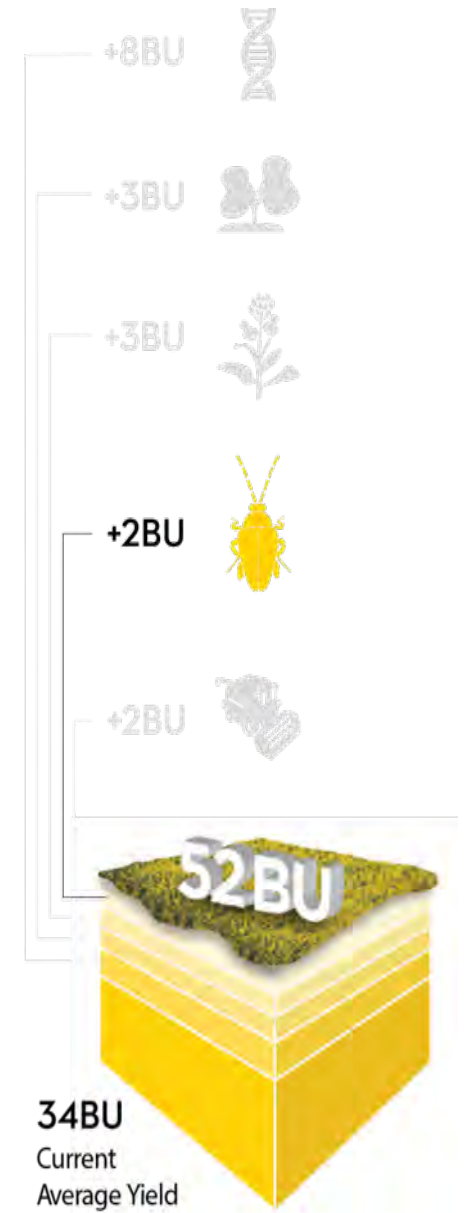 +8BU
+3BU
+3BU
+2BU
+2BU
52BU
34BU
Current
Average Yield